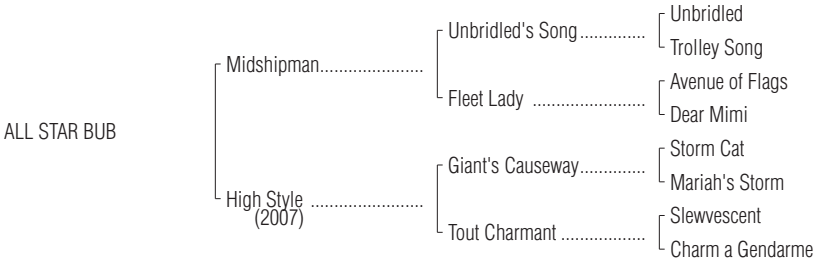 Unbridled
Unbridled's Song..............
Trolley Song
Midshipman......................
Avenue of Flags
Fleet Lady ........................
Dear Mimi
ALL STAR BUB
Storm Cat
Giant's Causeway..............
Mariah's Storm
High Style ........................
(2007)
Slewvescent
Tout Charmant ..................
Charm a Gendarme